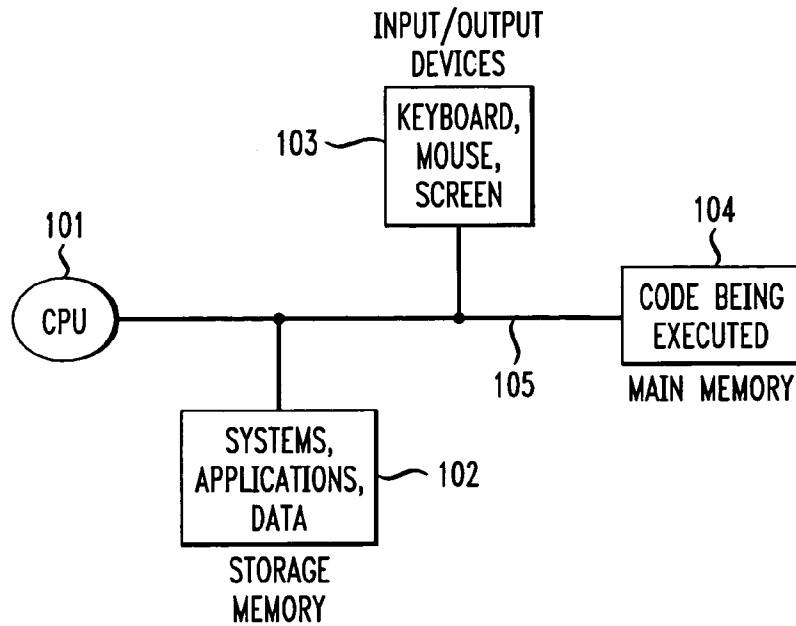 INPUT/OUTPUT
DEVICES
KEYBOARD,
MOUSE,
SCREEN
103
101
CPU
104
CODE BEING
EXECUTED
MAIN MEMORY
105
SYSTEMS,
APPLICATIONS,
DATA
102
STORAGE
MEMORY